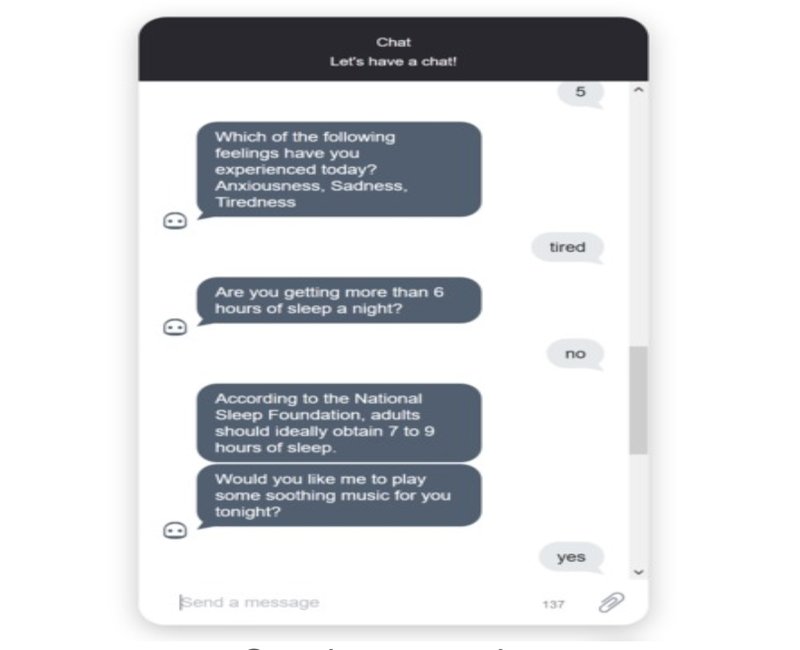 Chat
Let's have a chat!
5
Which of the following
feelings have you
experienced today?
Anxiousness, Sadness,
Tiredness
tired
Are you getting more than 6
hours of sleep a night?
no
According to the National
Sleep Foundation, adults
should ideally obtain 7 to 9
hours of sleep.
Would you like me to play
some soothing music for you
tonight?
yes
Send a message
137